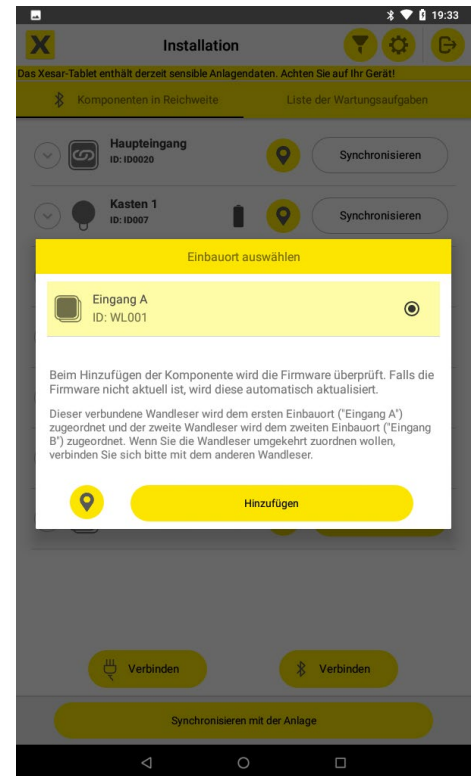 19:33
X
Installation
Das Xesar-Tablet enthält derzeit sensible Anlagendaten. Achten Sie auf Ihr Gerät!
Komponenten in Reichweite
Liste der Wartungsaufgaben
Haupteingang
ID: ID0020
Synchronisieren
Kasten 1
ID: ID007
Synchronisieren
Einbauort auswählen
Eingang A
ID: WL001
Beim Hinzufügen der Komponente wird die Firmware überprüft. Falls die
Firmware nicht aktuell ist, wird diese automatisch aktualisiert.
Dieser verbundene Wandleser wird dem ersten Einbauort ("Eingang A")
zugeordnet und der zweite Wandleser wird dem zweiten Einbauort ("Eingang
B") zugeordnet. Wenn Sie die Wandleser umgekehrt zuordnen wollen,
verbinden Sie sich bitte mit dem anderen Wandleser.
Hinzufügen
Verbinden
Verbinden
Synchronisieren mit der Anlage